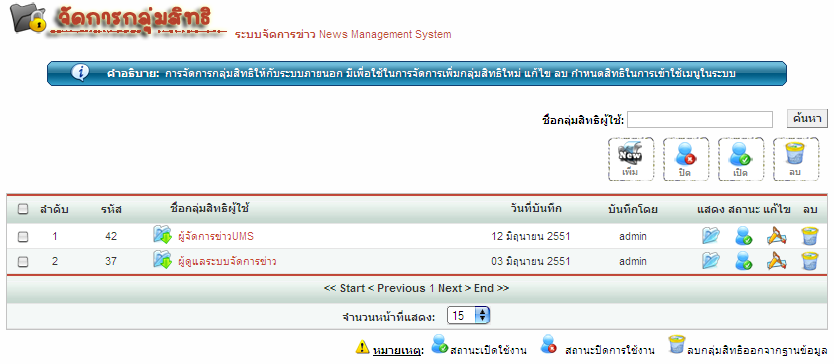 จัดการกลุ่มสิทธิ ระบบจัดการข่าว News Management System
คำอธิบาย: การจัดการกลุ่มสิทธิให้กับระบบภายนอก มีเพื่อใช้ในการจัดการเพิ่มกลุ่มสิทธิใหม่ แก้ไข ลบ กำหนดสิทธิในการเข้าใช้เมนูในระบบ
ชื่อกลุ่มสิทธิผู้ใช้: ค้นหา
New
เพิ่ม ปิด เปิด ลบ
ลำดับ รหัส ชื่อกลุ่มสิทธิผู้ใช้ วันที่บันทึก บันทึกโดย แสดง สถานะ แก้ไข ลบ
1 42 ผู้จัดการข่าวUMS 12 มิถุนายน 2551 admin
2 37 ผู้ดูแลระบบจัดการข่าว 03 มิถุนายน 2551 admin
<< Start < Previous 1 Next > End >>
จำนวนหน้าที่แสดง: 15
หมายเหตุ: สถานะเปิดใช้งาน สถานะปิดการใช้งาน ลบกลุ่มสิทธิออกจากฐานข้อมูล